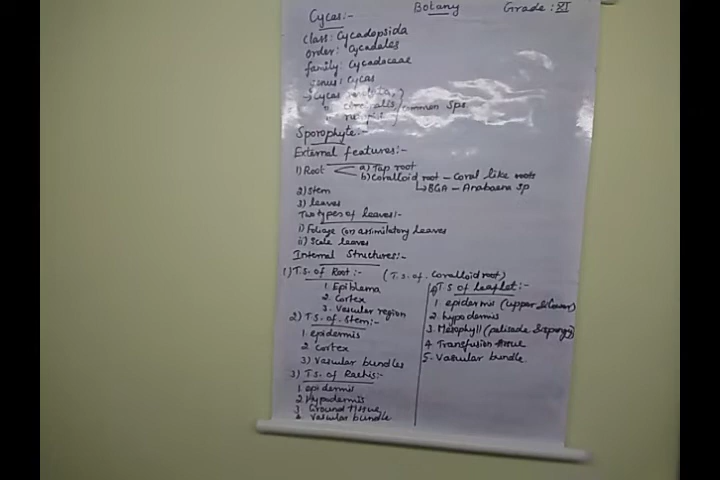 Botany
Grade : XI
Cycas:-
class: Cycadopsida
order: Cycadales
family: Cycadaceae
Genus: Cycas
Cycas
" circinalis
common Sps
Sporophyte:-
External features:-
1) Root
a) Tap root
b) Coralloid root - Coral like roots
BGA - Anabaena sp
2) Stem
3) leaves
Two types of leaves:-
i) Foliage (or) assimilatory leaves
ii) Scale leaves
Internal Structures:-
1) T.S. of Root:- (T.S. of Coralloid root)
1. Epiblema
2. Cortex
3. Vascular region
2) T.S. of Stem:-
1. epidermis
2. Cortex
3) Vascular bundles
3) T.S. of Rachis:-
1. epidermis
2. Hypodermis
3. Ground tissue
4. Vascular bundle
T.S of leaflet:-
1. epidermis (upper & lower)
2. hypodermis
3. Mesophyll (palisade & spongy)
4. Transfusion tissue
5. Vascular bundle.